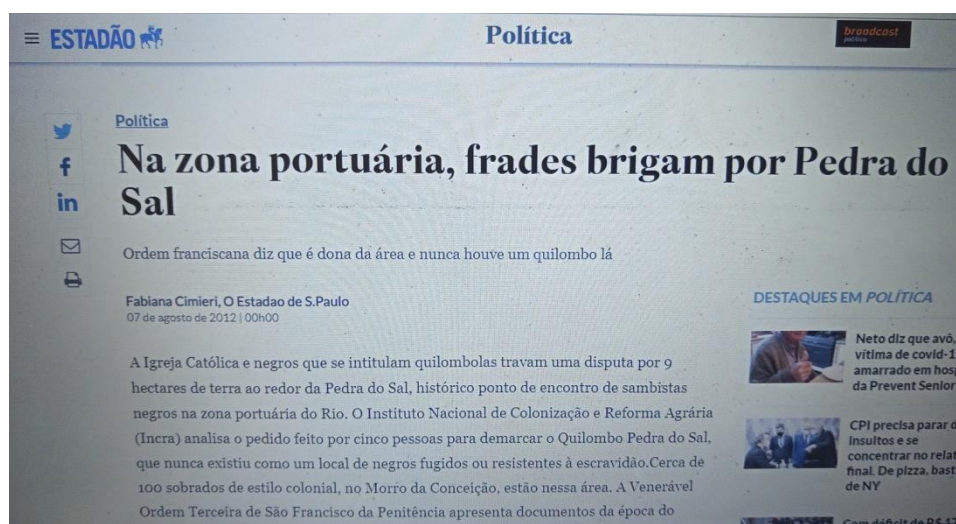 ESTADÃO
Política
broadcast
política
Política
Na zona portuária, frades brigam por Pedra do
Sal
Ordem franciscana diz que é dona da área e nunca houve um quilombo lá
Fabiana Cimieri, O Estadao de S.Paulo
07 de agosto de 2012 | 00h00
A Igreja Católica e negros que se intitulam quilombolas travam uma disputa por 9
hectares de terra ao redor da Pedra do Sal, histórico ponto de encontro de sambistas
negros na zona portuária do Rio. O Instituto Nacional de Colonização e Reforma Agrária
(Incra) analisa o pedido feito por cinco pessoas para demarcar o Quilombo Pedra do Sal,
que nunca existiu como um local de negros fugidos ou resistentes à escravidão.Cerca de
100 sobrados de estilo colonial, no Morro da Conceição, estão nessa área. A Venerável
Ordem Terceira de São Francisco da Penitência apresenta documentos da época do
DESTAQUES EM POLÍTICA
Neto diz que avô,
vítima de covid-1
amarrado em hosp
da Prevent Senior
CPI precisa parar d
insultos e se
concentrar no relat
final. De pizza, bast
de NY
Com déficit de R$